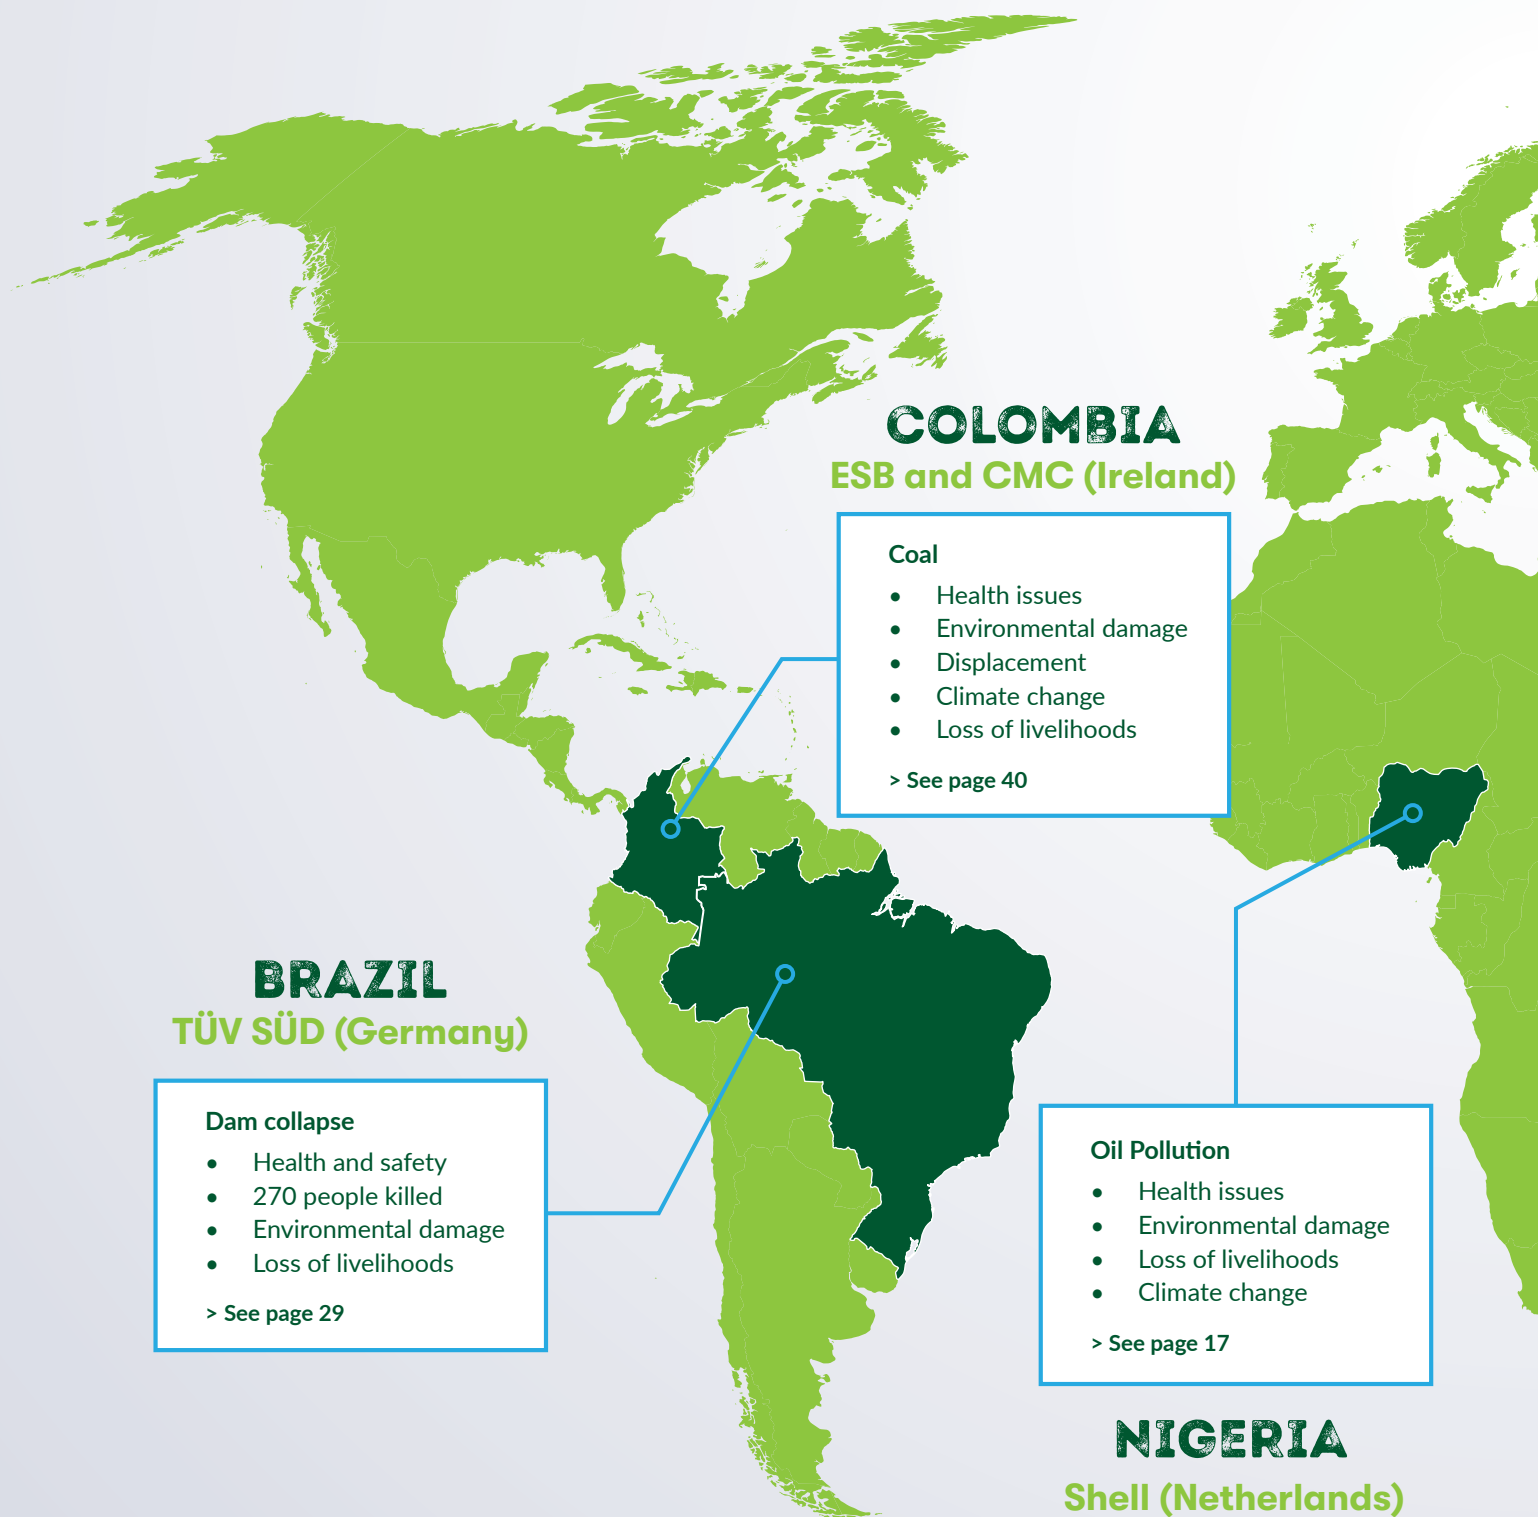 COLOMBIA
ESB and CMC (Ireland)
Coal
• Health issues
• Environmental damage
• Displacement
• Climate change
• Loss of livelihoods
> See page 40
BRAZIL
TÜV SÜD (Germany)
Dam collapse
• Health and safety
• 270 people killed
• Environmental damage
• Loss of livelihoods
> See page 29
Oil Pollution
• Health issues
• Environmental damage
• Loss of livelihoods
• Climate change
> See page 17
NIGERIA
Shell (Netherlands)